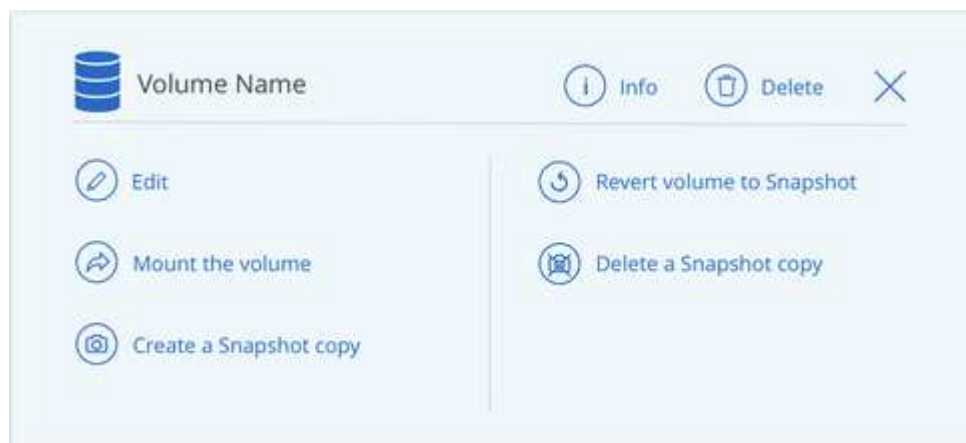 Volume Name
Info
Delete
Edit
Mount the volume
Create a Snapshot copy
Revert volume to Snapshot
Delete a Snapshot copy